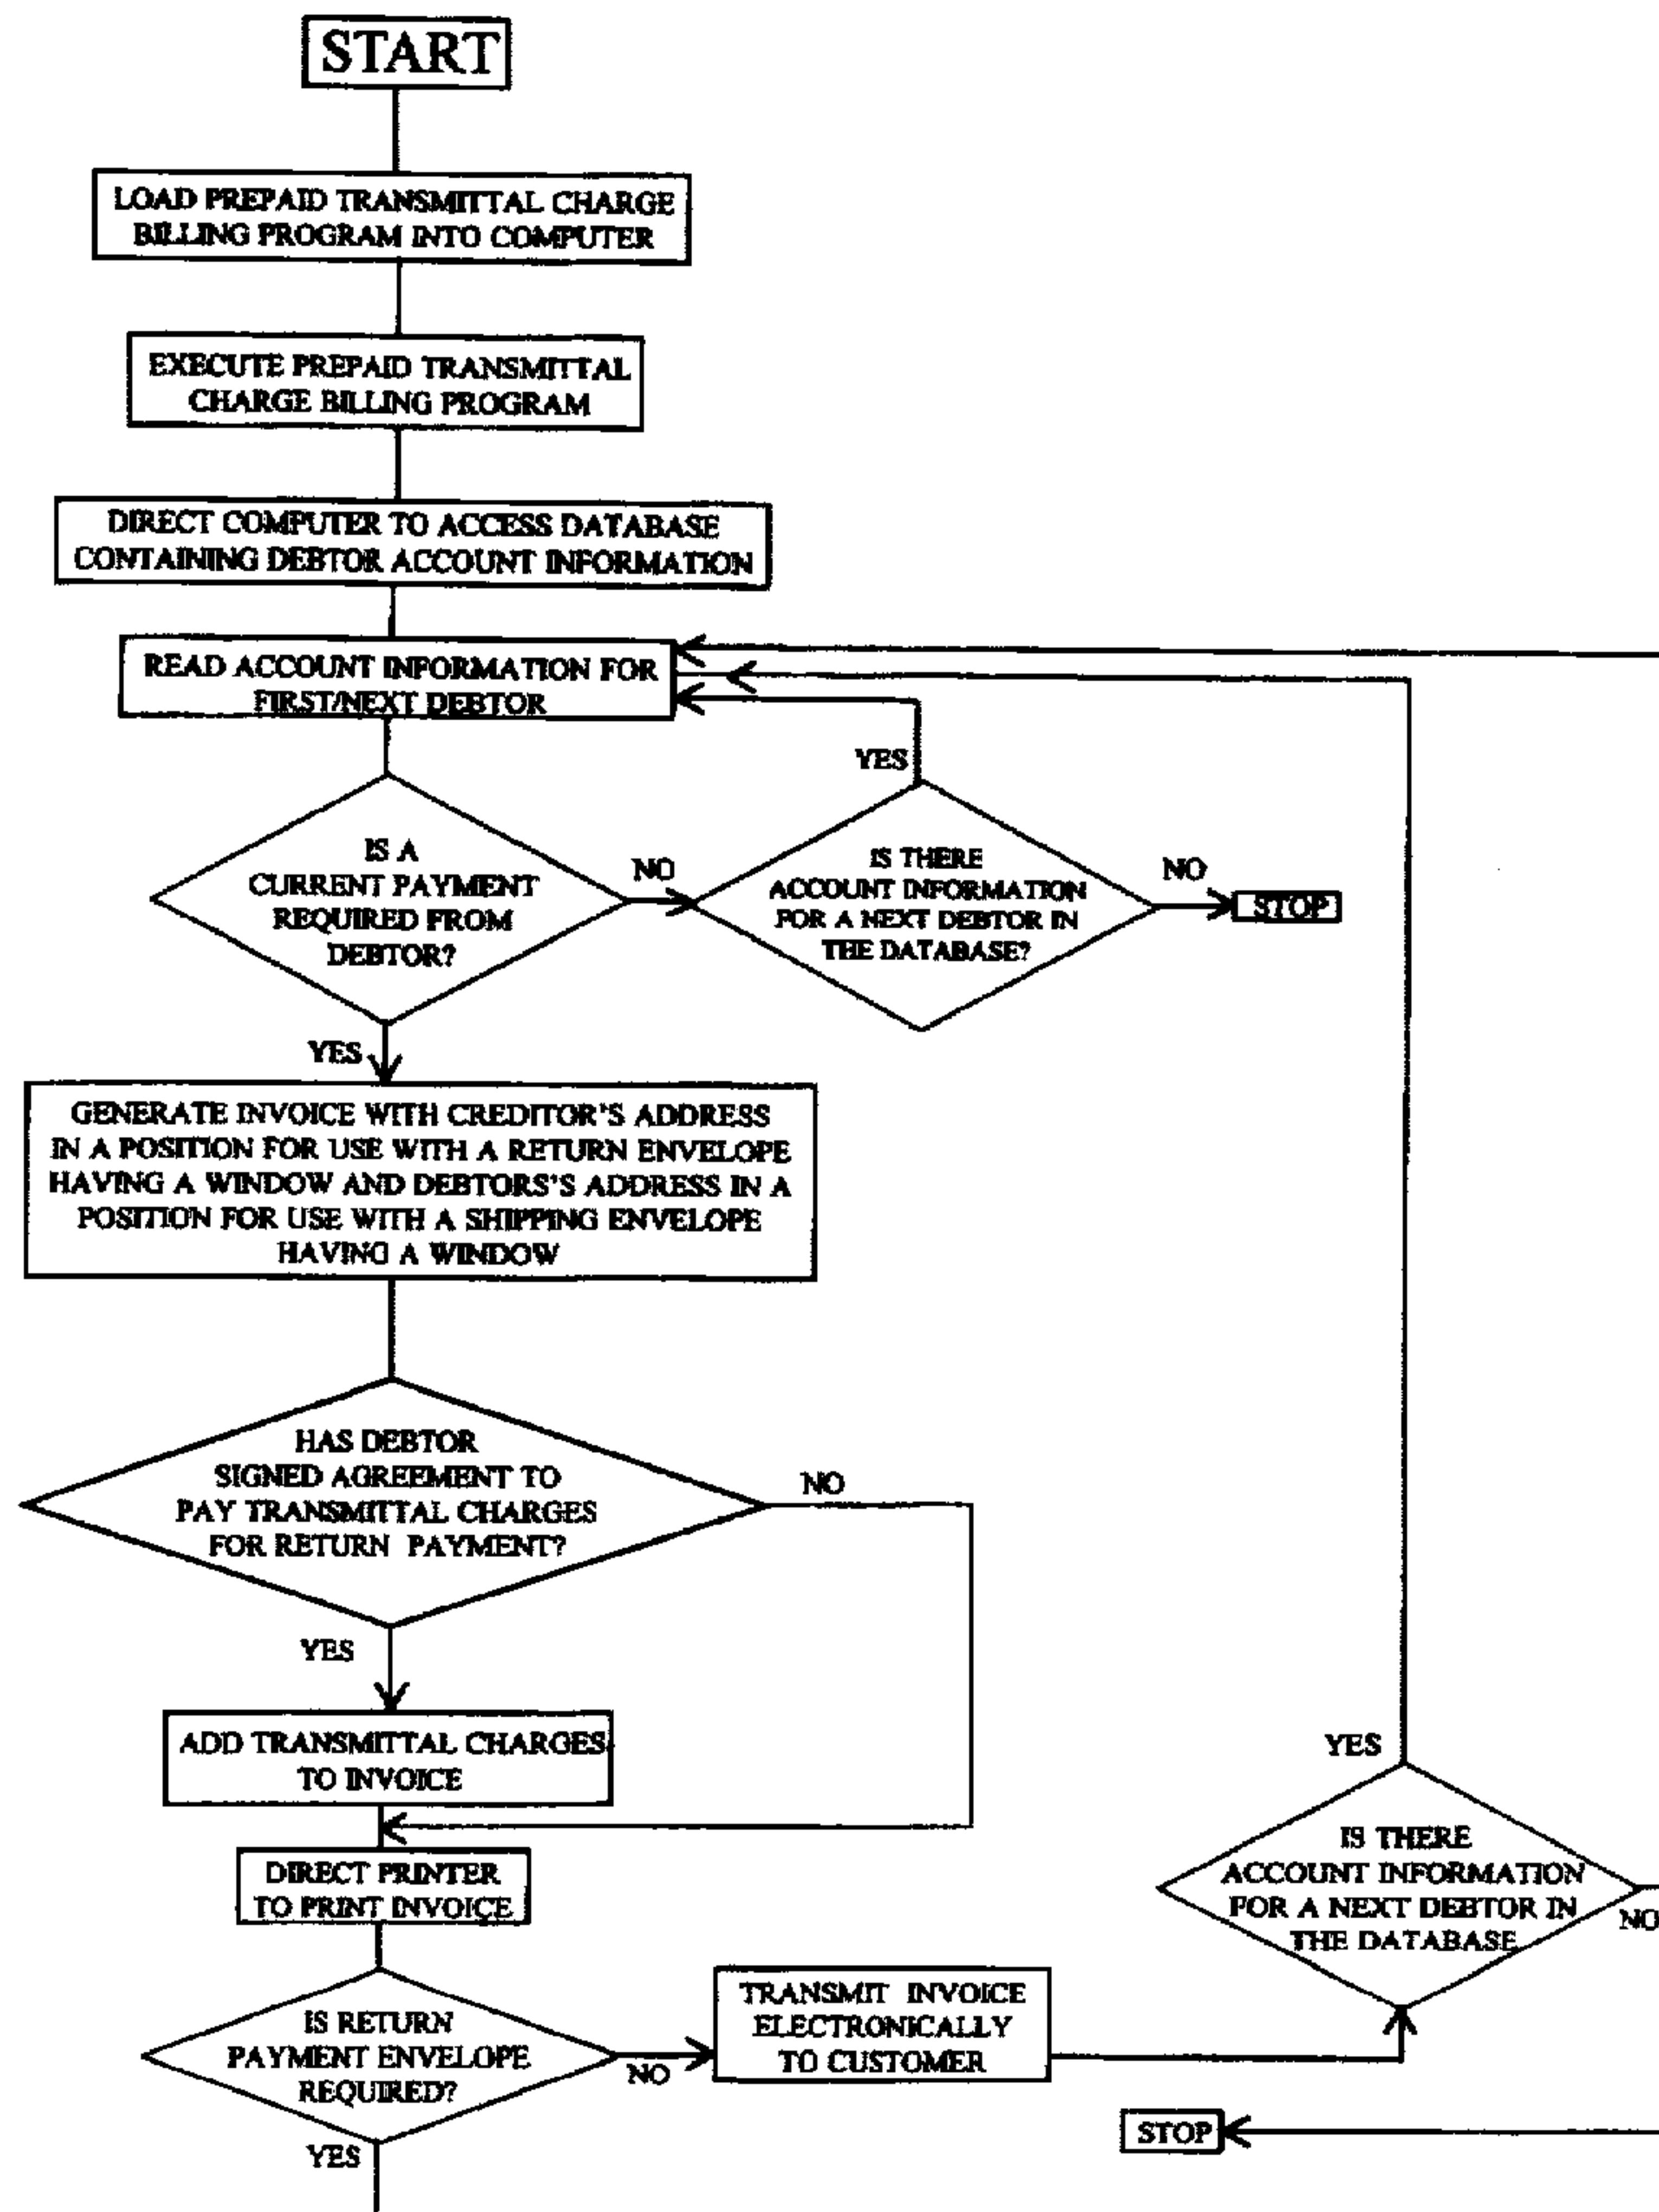 START
LOAD PREPAID TRANSMITTAL CHARGE
BILLING PROGRAM INTO COMPUTER
EXECUTE PREPAID TRANSMITTAL
CHARGE BILLING PROGRAM
DIRECT COMPUTER TO ACCESS DATABASE
CONTAINING DEBTOR ACCOUNT INFORMATION
READ ACCOUNT INFORMATION FOR
FIRST/NEXT DEBTOR
YES
IS A
CURRENT PAYMENT
REQUIRED FROM
DEBTOR?
NO
IS THERE
ACCOUNT INFORMATION
FOR A NEXT DEBTOR IN
THE DATABASE?
NO
STOP
YES
GENERATE INVOICE WITH CREDITOR'S ADDRESS
IN A POSITION FOR USE WITH A RETURN ENVELOPE
HAVING A WINDOW AND DEBTORS'S ADDRESS IN A
POSITION FOR USE WITH A SHIPPING ENVELOPE
HAVING A WINDOW
HAS DEBTOR
SIGNED AGREEMENT TO
PAY TRANSMITTAL CHARGES
FOR RETURN PAYMENT?
NO
YES
ADD TRANSMITTAL CHARGES
TO INVOICE
YES
DIRECT PRINTER
TO PRINT INVOICE
IS THERE
ACCOUNT INFORMATION
FOR A NEXT DEBTOR IN
THE DATABASE
NO
IS RETURN
PAYMENT ENVELOPE
REQUIRED?
NO
TRANSMIT INVOICE
ELECTRONICALLY
TO CUSTOMER
STOP
YES